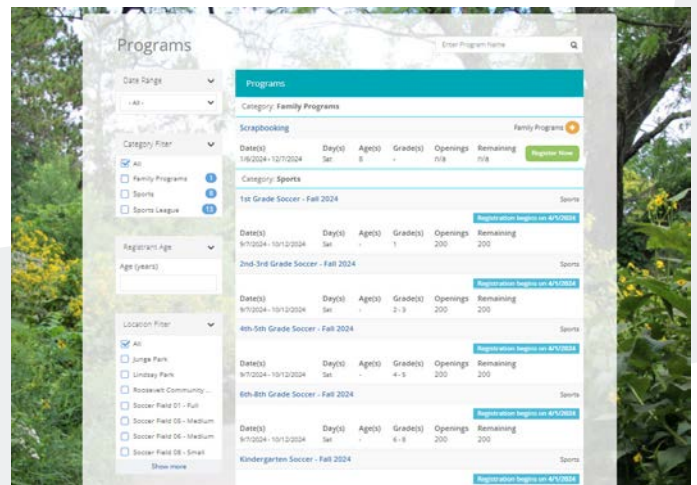 Programs
Enter Program Name
Date Range
- All -
Category Filter
All
Family Programs 1
Sports
Sports League 13
Registrant Age
Age (years)
Location Filter
All
Junge Park
Lindsay Park
Roosevelt Community ...
Soccer Field 01 - Full
Soccer Field 05 - Medium
Soccer Field 06 - Medium
Soccer Field 08 - Small
Show more
Programs
Category: Family Programs
Scrapbooking Family Programs
Date(s) Day(s) Age(s) Grade(s) Openings Remaining
1/6/2024 - 12/7/2024 Sat - n/a n/a
Register Now
Category: Sports
1st Grade Soccer - Fall 2024 Sports
Registration begins on 4/1/2024
Date(s) Day(s) Age(s) Grade(s) Openings Remaining
9/7/2024 - 10/12/2024 Sat - 1 200 200
2nd-3rd Grade Soccer - Fall 2024 Sports
Registration begins on 4/1/2024
Date(s) Day(s) Age(s) Grade(s) Openings Remaining
9/7/2024 - 10/12/2024 Sat - 2 - 3 200 200
4th-5th Grade Soccer - Fall 2024 Sports
Registration begins on 4/1/2024
Date(s) Day(s) Age(s) Grade(s) Openings Remaining
9/7/2024 - 10/12/2024 Sat - 4 - 5 200 200
6th-8th Grade Soccer - Fall 2024 Sports
Registration begins on 4/1/2024
Date(s) Day(s) Age(s) Grade(s) Openings Remaining
9/7/2024 - 10/12/2024 Sat - 6 - 8 200 200
Kindergarten Soccer - Fall 2024 Sports
Registration begins on 4/1/2024